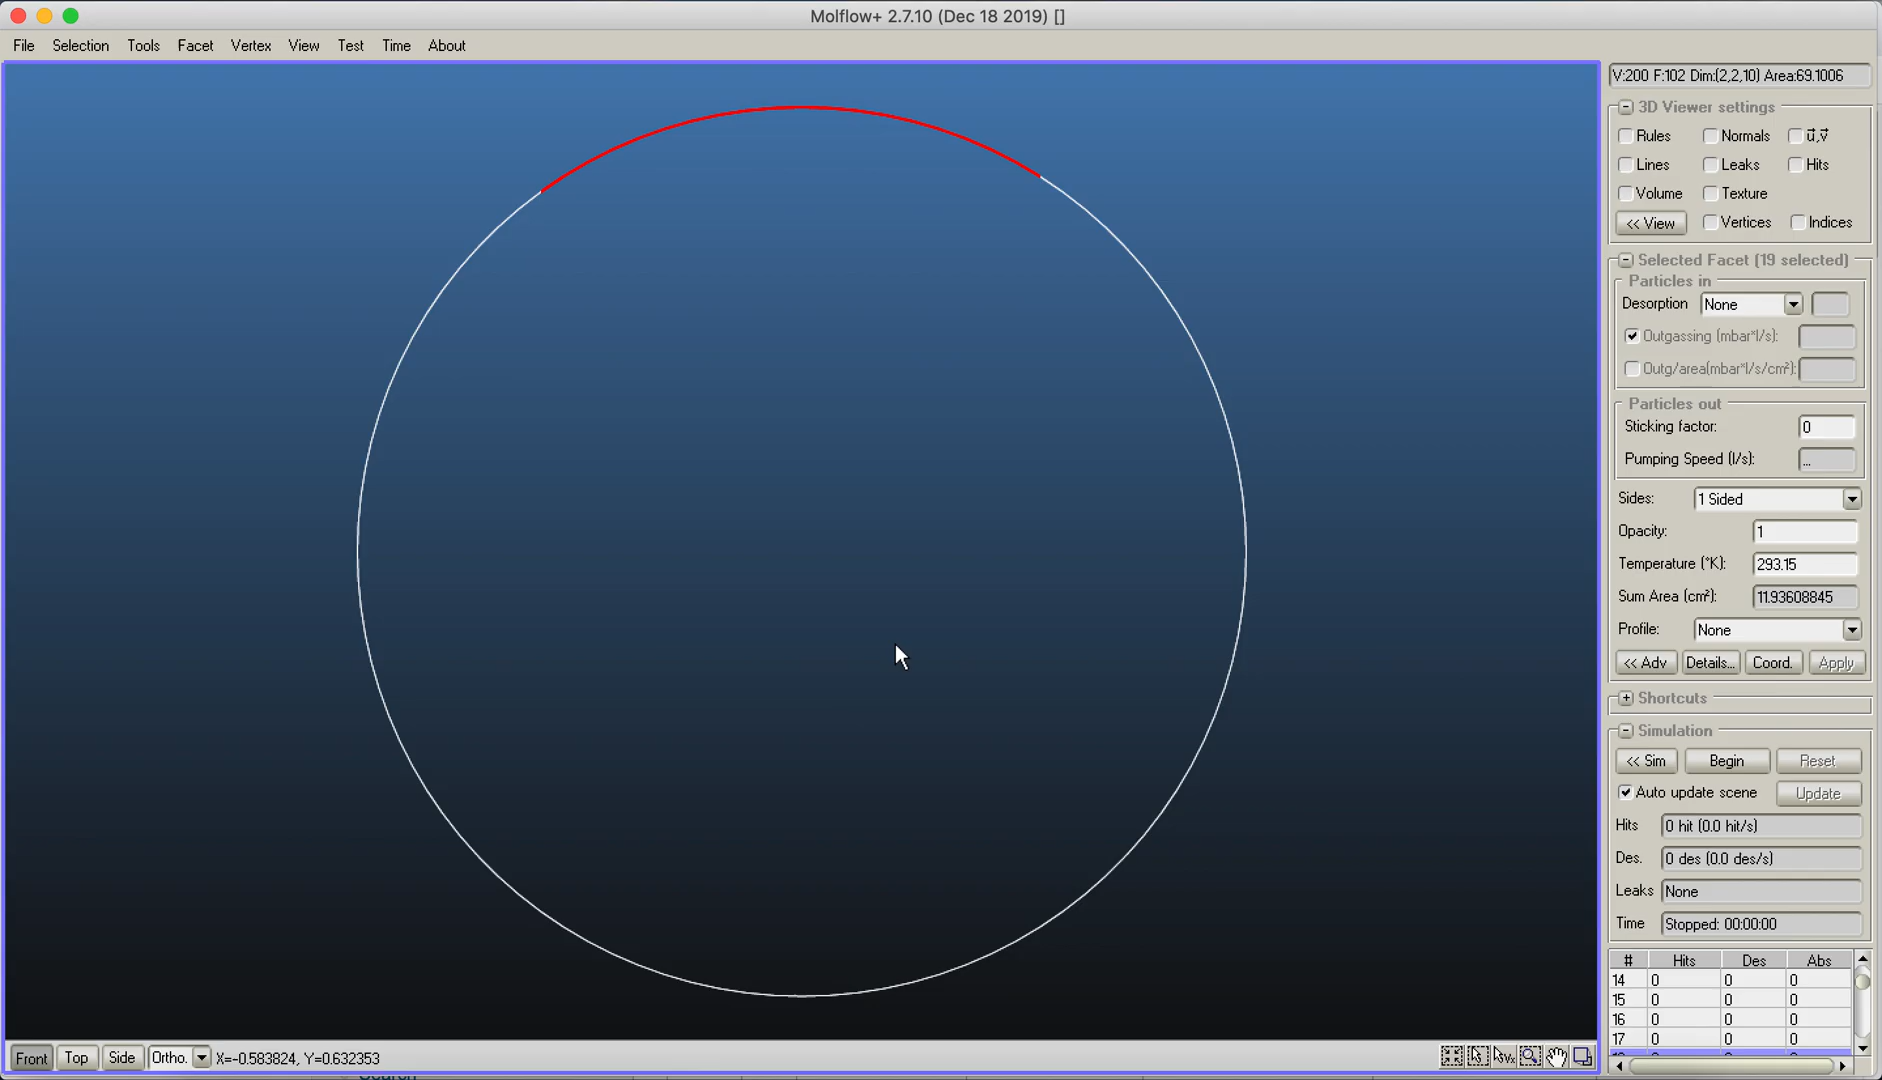 Molflow+ 2.7.10 (Dec 18 2019) []
File Selection Tools Facet Vertex View Test Time About
V:200 F:102 Dim:(2,2,10) Area:69.1006
3D Viewer settings
Rules Normals u,v
Lines Leaks Hits
Volume Texture
<< View Vertices Indices
Selected Facet (19 selected)
Particles in
Desorption None
Outgassing (mbar*l/s):
Outg/area(mbar*l/s/cm²):
Particles out
Sticking factor: 0
Pumping Speed (l/s): ...
Sides: 1 Sided
Opacity: 1
Temperature (°K): 293.15
Sum Area (cm²): 11.93608845
Profile: None
<< Adv Details... Coord. Apply
Shortcuts
Simulation
<< Sim Begin Reset
Auto update scene Update
Hits 0 hit (0.0 hit/s)
Des. 0 des (0.0 des/s)
Leaks None
Time Stopped: 00:00:00
# Hits Des Abs
14 0 0 0
15 0 0 0
16 0 0 0
17 0 0 0
Front Top Side Ortho. X=-0.583824, Y=0.632353